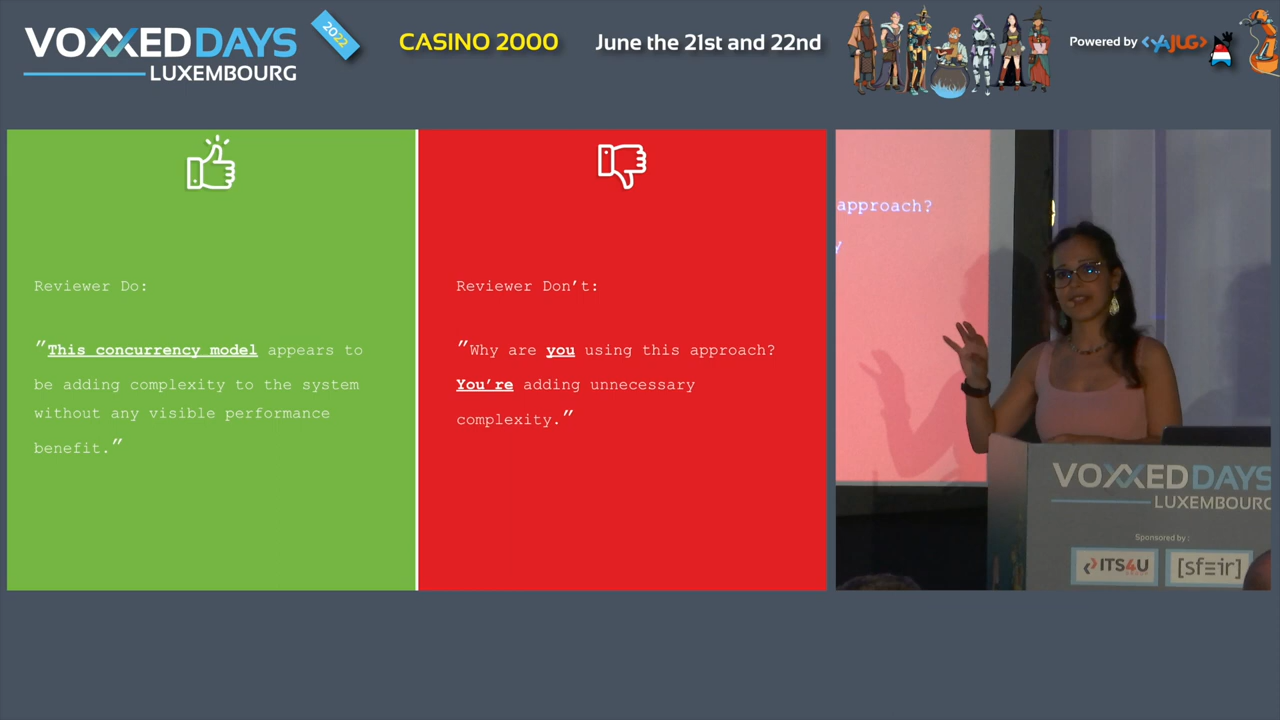 VOXXED DAYS
LUXEMBOURG
2022
CASINO 2000
June the 21st and 22nd
Powered by <YAJUG>
Reviewer Do:
"This concurrency model appears to
be adding complexity to the system
without any visible performance
benefit."
Reviewer Don't:
"Why are you using this approach?
You're adding unnecessary
complexity."
approach?
VOXXED DAYS
LUXEMBOURG
Sponsored by :
ITS4U
[sfeir]